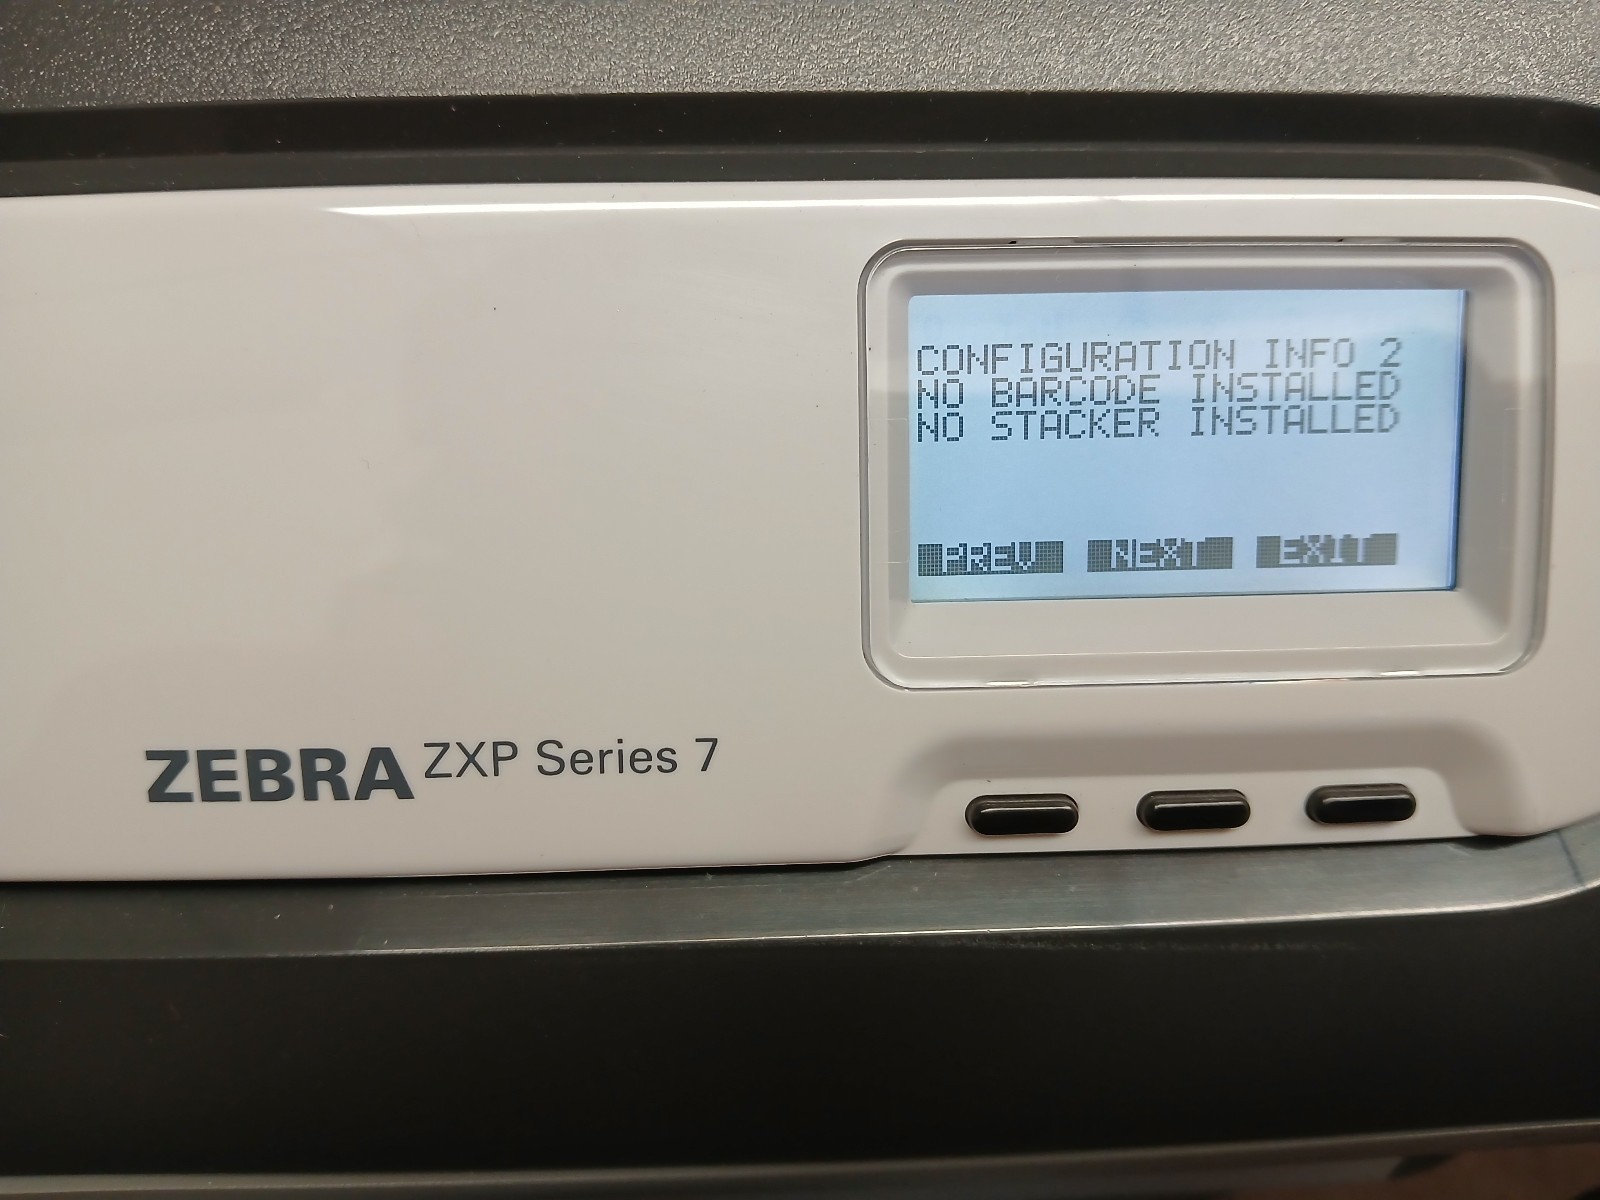 CONFIGURATION INFO 2
NO BARCODE INSTALLED
NO STACKER INSTALLED
PREV NEXT EXIT
ZEBRA ZXP Series 7